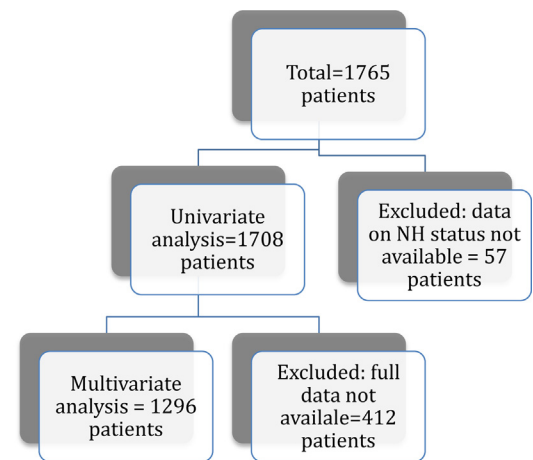 Total=1765
patients
Univariate
analysis=1708
patients
Excluded: data
on NH status not
available = 57
patients
Multivariate
analysis = 1296
patients
Excluded: full
data not
availale=412
patients